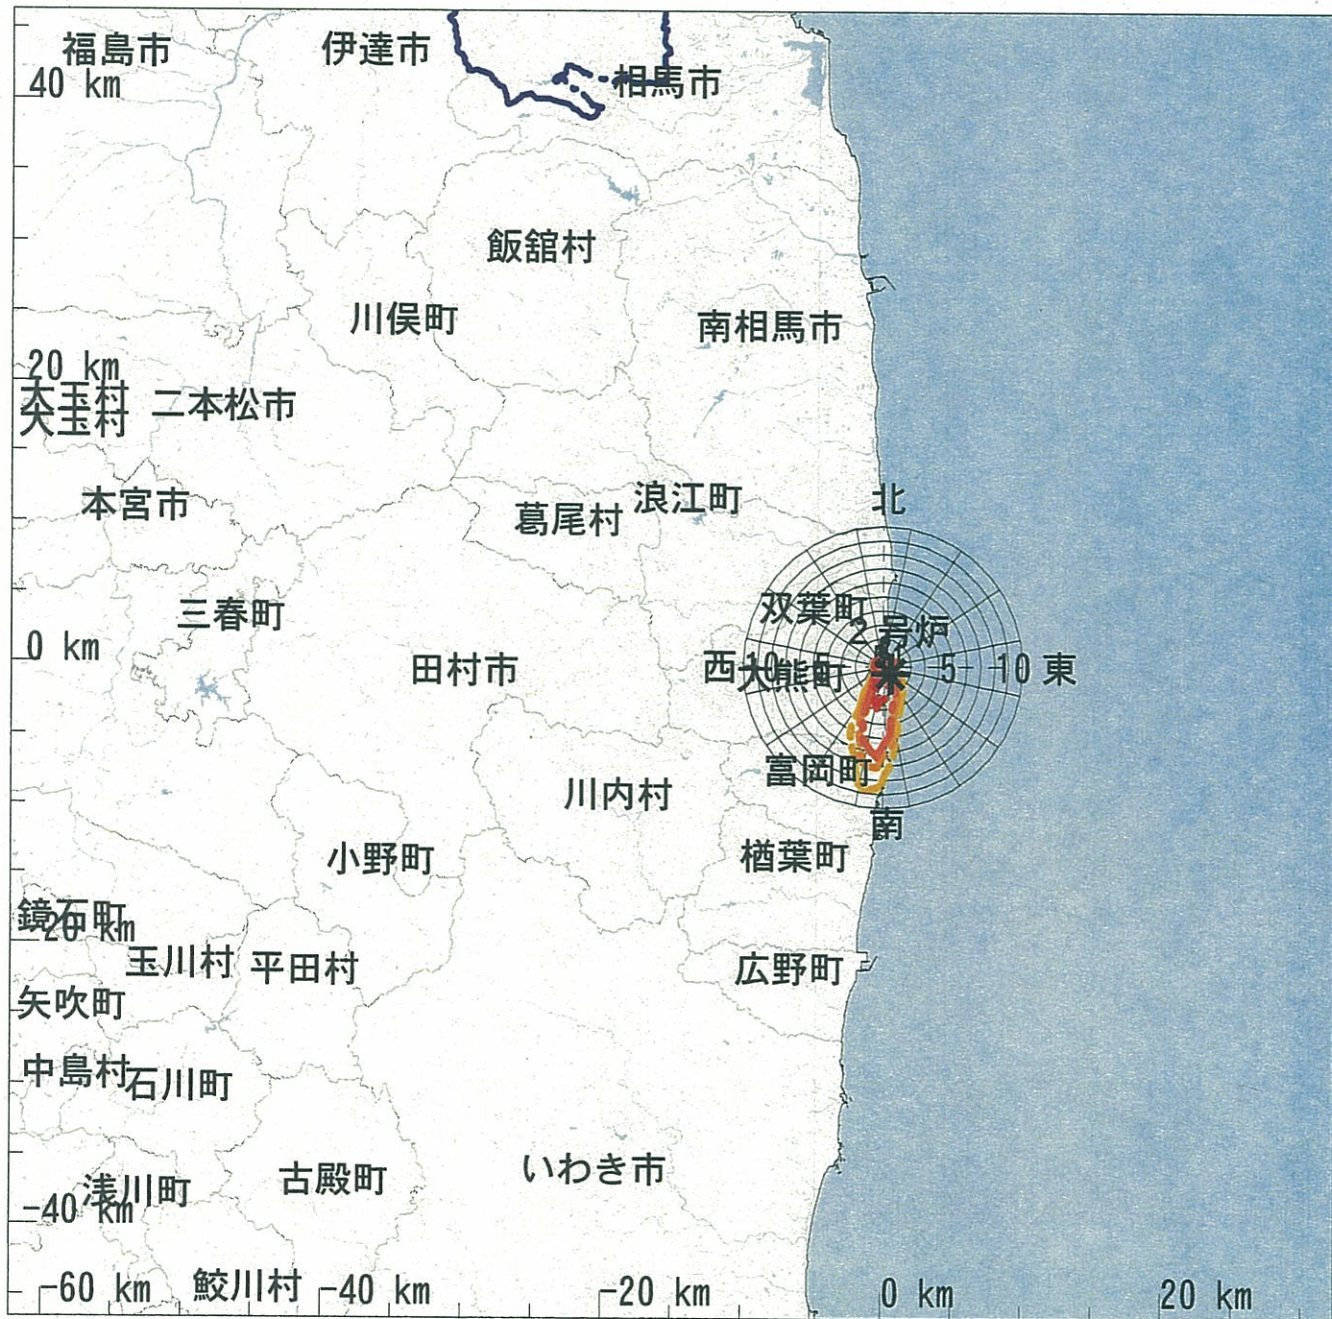 福島市
伊達市
相馬市
40 km
飯舘村
川俣町
南相馬市
20 km
大玉村
大玉村
二本松市
本宮市
葛尾村
浪江町
北
三春町
双葉町
2号炉
0 km
田村市
西
10
5
大熊町
5
10
東
川内村
富岡町
南
小野町
楢葉町
鏡石町
-20 km
玉川村
平田村
広野町
矢吹町
中島村
石川町
いわき市
古殿町
浅川町
-40 km
-60 km
鮫川村
-40 km
-20 km
0 km
20 km